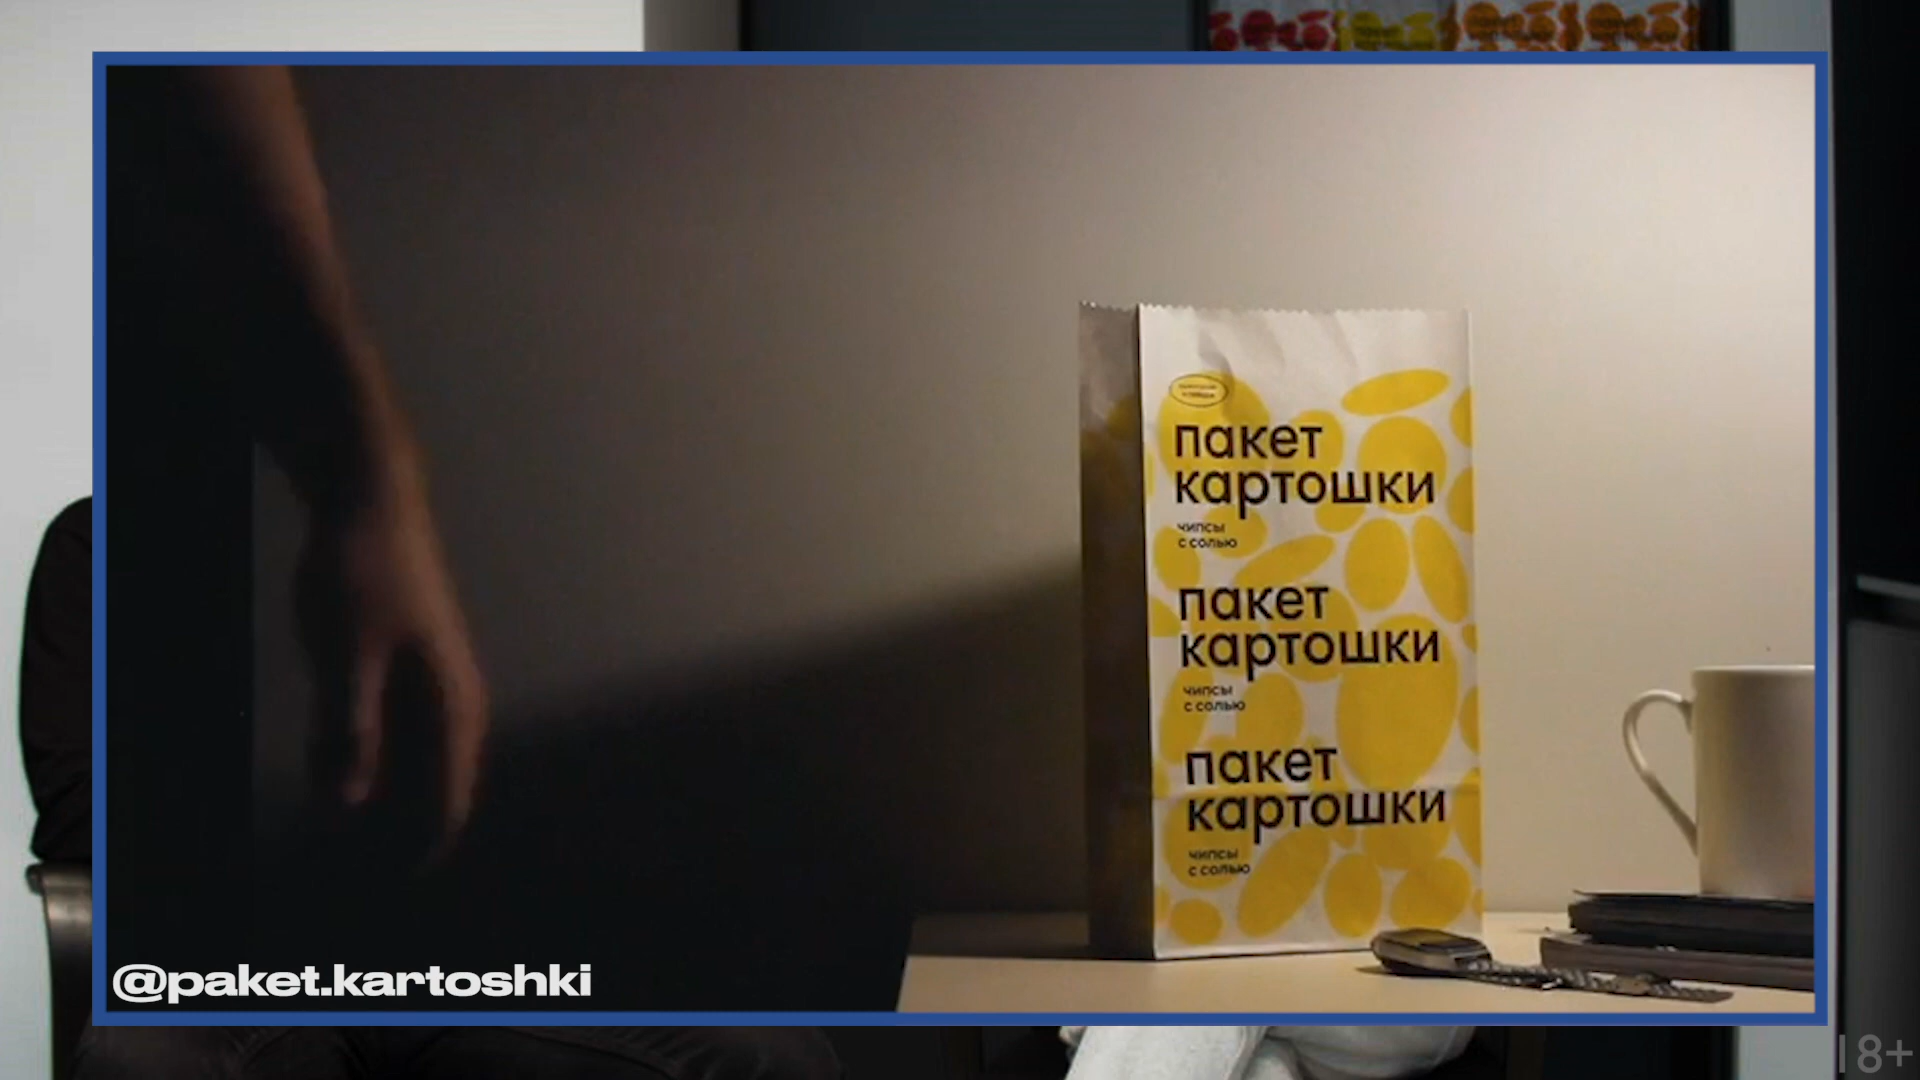 пакет
картошки
чипсы
с солью
пакет
картошки
чипсы
с солью
пакет
картошки
чипсы
с солью
@paket.kartoshki
18+